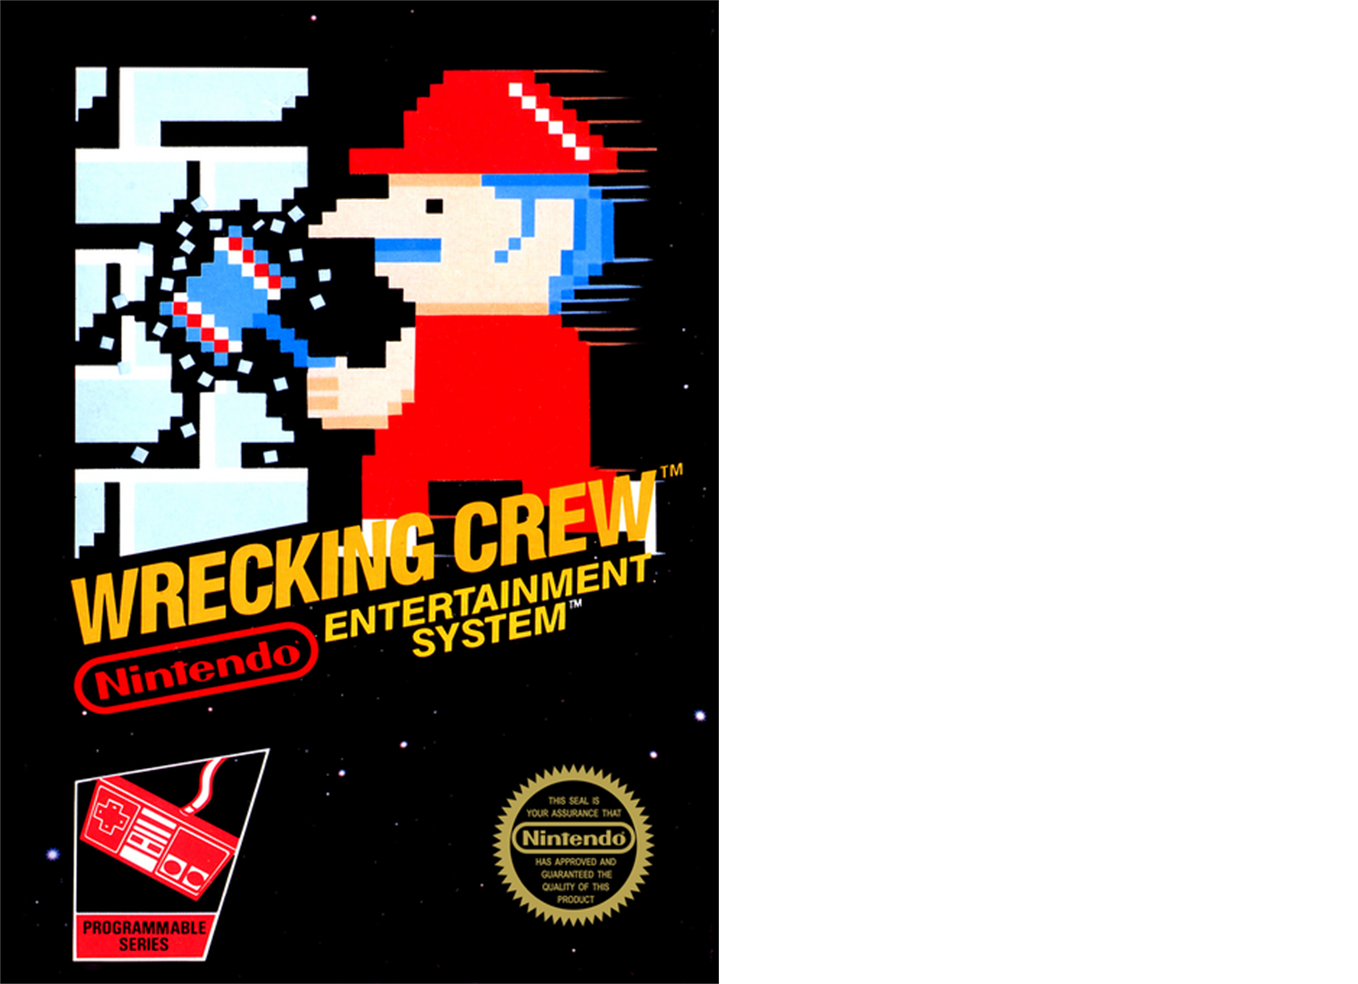 WRECKING CREW™
Nintendo
ENTERTAINMENT
SYSTEM™
PROGRAMMABLE
SERIES
THIS SEAL IS
YOUR ASSURANCE THAT
Nintendo
HAS APPROVED AND
GUARANTEED THE
QUALITY OF THIS
PRODUCT